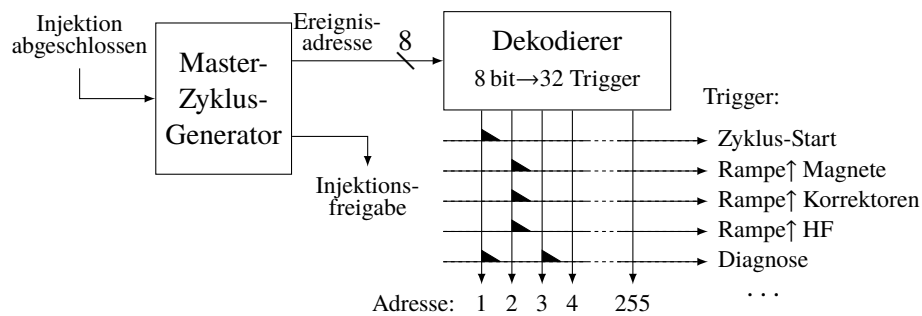 Injektion
abgeschlossen
Master-
Zyklus-
Generator
Ereignis-
adresse
8
Injektions-
freigabe
Dekodierer
8 bit→32 Trigger
Trigger:
Zyklus-Start
Rampe↑ Magnete
Rampe↑ Korrektoren
Rampe↑ HF
Diagnose
. . .
Adresse: 1 2 3 4 255